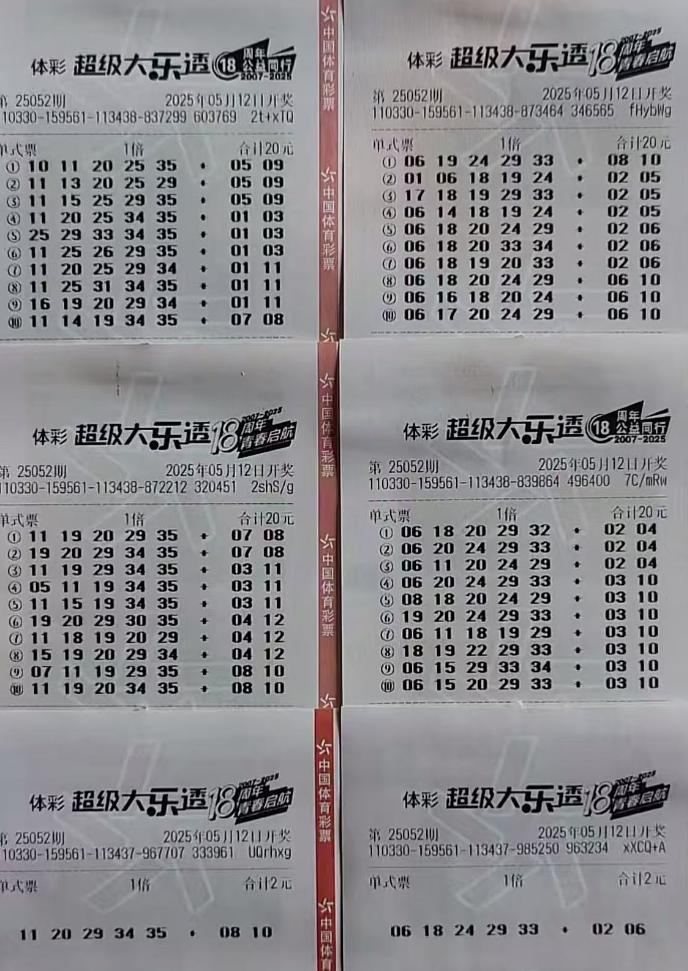 体彩 超级大乐透 18 周年 公益同行 2007-2025
第 25052期 2025年05月12日开奖
110330-159561-113438-837299 603769 2t+xTQ
单式票 1倍 合计20元
① 10 11 20 25 35 + 05 09
② 11 13 20 25 29 + 05 09
③ 11 15 25 29 35 + 05 09
④ 11 20 25 34 35 + 01 03
⑤ 25 29 33 34 35 + 01 03
⑥ 11 25 26 29 35 + 01 03
⑦ 11 20 25 29 34 + 01 11
⑧ 11 25 31 34 35 + 01 11
⑨ 16 19 20 29 34 + 01 11
⑩ 11 14 19 34 35 + 07 08
中国体育彩票
中国体育彩票
体彩 超级大乐透 18 2007-2025 周年 青春启航
第 25052期 2025年05月12日开奖
110330-159561-113438-873464 346565 fHybWg
单式票 1倍 合计20元
① 06 19 24 29 33 + 08 10
② 01 06 18 19 24 + 02 05
③ 17 18 19 29 33 + 02 05
④ 06 14 18 19 24 + 02 05
⑤ 06 18 20 24 29 + 02 06
⑥ 06 18 20 33 34 + 02 06
⑦ 06 18 19 20 33 + 02 06
⑧ 06 18 20 24 29 + 06 10
⑨ 06 16 18 20 24 + 06 10
⑩ 06 17 20 24 29 + 06 10
体彩 超级大乐透 18 2007-2025 周年 青春启航
第 25052期 2025年05月12日开奖
110330-159561-113438-872212 320451 2shS/g
单式票 1倍 合计20元
① 11 19 20 29 35 + 07 08
② 19 20 29 34 35 + 07 08
③ 11 19 29 34 35 + 03 11
④ 05 11 19 34 35 + 03 11
⑤ 11 15 19 34 35 + 03 11
⑥ 19 20 29 30 35 + 04 12
⑦ 11 18 19 20 29 + 04 12
⑧ 15 19 20 29 34 + 04 12
⑨ 07 11 19 29 35 + 08 10
⑩ 11 19 20 34 35 + 08 10
中国体育彩票
中国体育彩票
体彩 超级大乐透 18 周年 公益同行 2007-2025
第 25052期 2025年05月12日开奖
110330-159561-113438-839864 496400 7C/mRw
单式票 1倍 合计20元
① 06 18 20 29 32 + 02 04
② 06 20 24 29 33 + 02 04
③ 06 11 20 24 29 + 02 04
④ 06 20 24 29 33 + 03 10
⑤ 08 18 20 24 29 + 03 10
⑥ 19 20 24 29 33 + 03 10
⑦ 06 11 18 19 29 + 03 10
⑧ 18 19 22 29 33 + 03 10
⑨ 06 15 29 33 34 + 03 10
⑩ 06 15 20 29 33 + 03 10
体彩 超级大乐透 18 2007-2025 周年 青春启航
第 25052期 2025年05月12日开奖
110330-159561-113437-967707 333961 UQrhxg
单式票 1倍 合计2元
11 20 29 34 35 + 08 10
中国体育彩票
中国体育
体彩 超级大乐透 18 2007-2025 周年 青春启航
第 25052期 2025年05月12日开奖
110330-159561-113437-985250 963234 xXCQ+A
单式票 1倍 合计2元
06 18 24 29 33 + 02 06